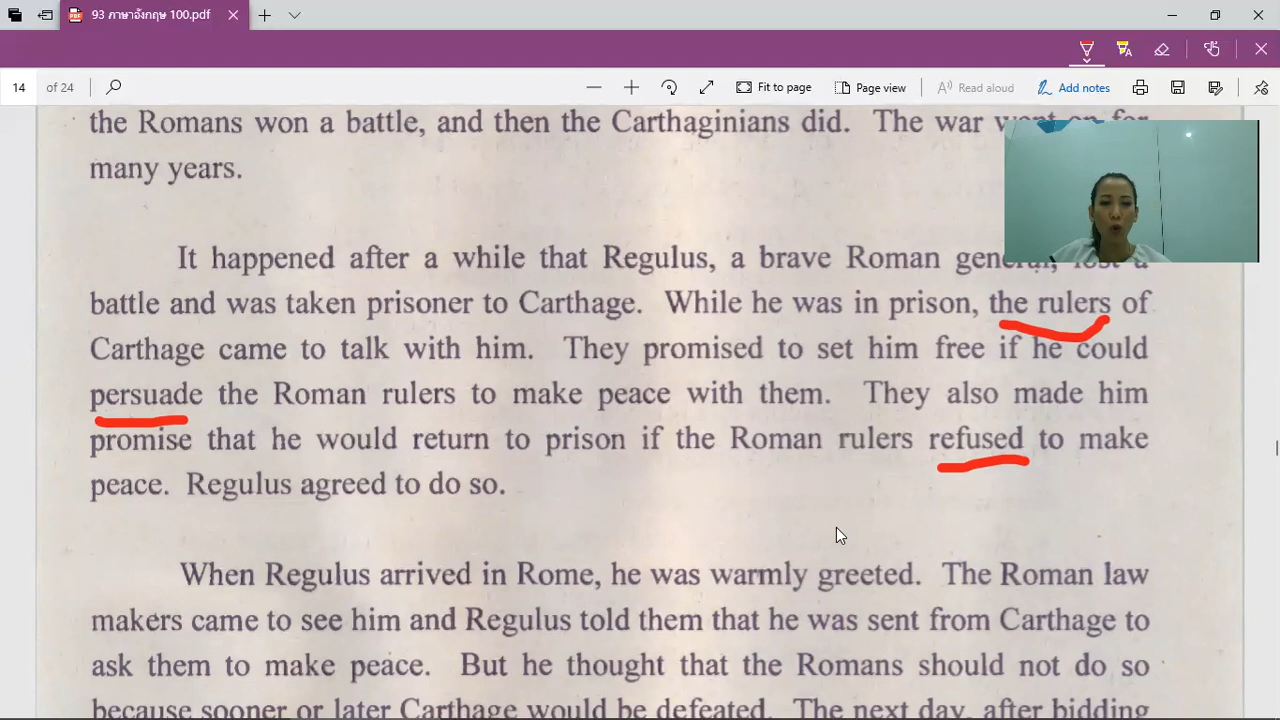 93 ภาษาอังกฤษ 100.pdf
14 of 24
Fit to page
Page view
Read aloud
Add notes
the Romans won a battle, and then the Carthaginians did. The war went on for
many years.
It happened after a while that Regulus, a brave Roman general, lost a
battle and was taken prisoner to Carthage. While he was in prison, the rulers of
Carthage came to talk with him. They promised to set him free if he could
persuade the Roman rulers to make peace with them. They also made him
promise that he would return to prison if the Roman rulers refused to make
peace. Regulus agreed to do so.
When Regulus arrived in Rome, he was warmly greeted. The Roman law
makers came to see him and Regulus told them that he was sent from Carthage to
ask them to make peace. But he thought that the Romans should not do so
because sooner or later Carthage would be defeated. The next day, after bidding